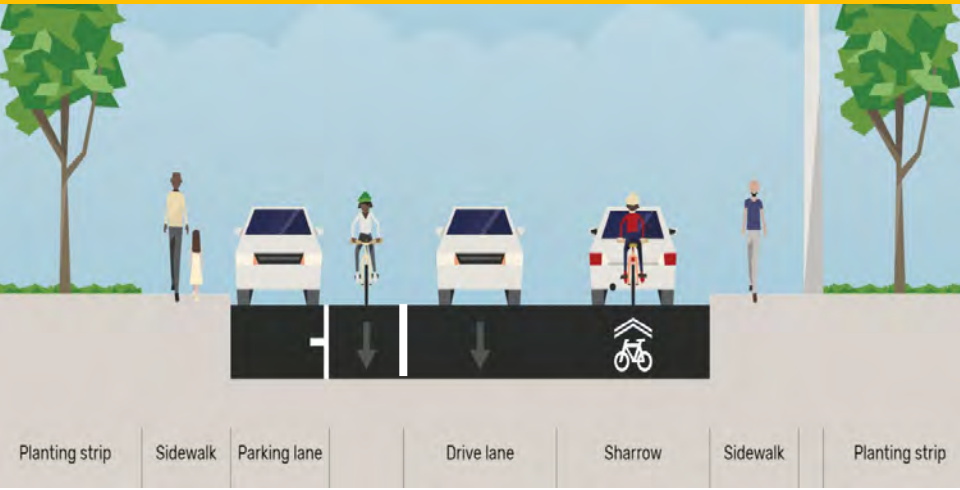 Planting strip
Sidewalk
Parking lane
Drive lane
Sharrow
Sidewalk
Planting strip